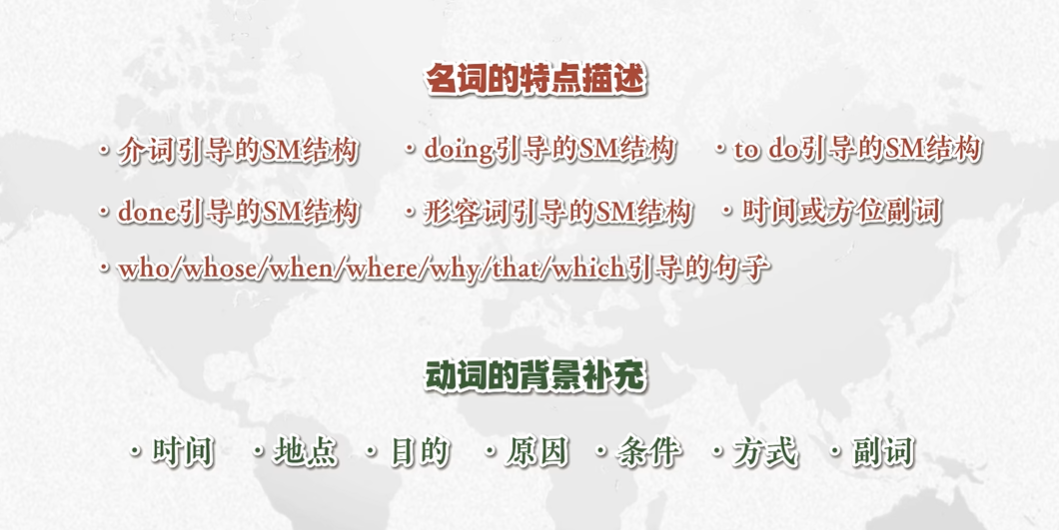 名词的特点描述
· 介词引导的SM结构 · doing引导的SM结构 · to do引导的SM结构
· done引导的SM结构 · 形容词引导的SM结构 · 时间或方位副词
· who/whose/when/where/why/that/which引导的句子
动词的背景补充
· 时间 · 地点 · 目的 · 原因 · 条件 · 方式 · 副词